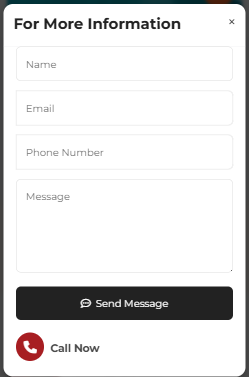 For More Information
×
Name
Email
Phone Number
Message
Send Message
Call Now